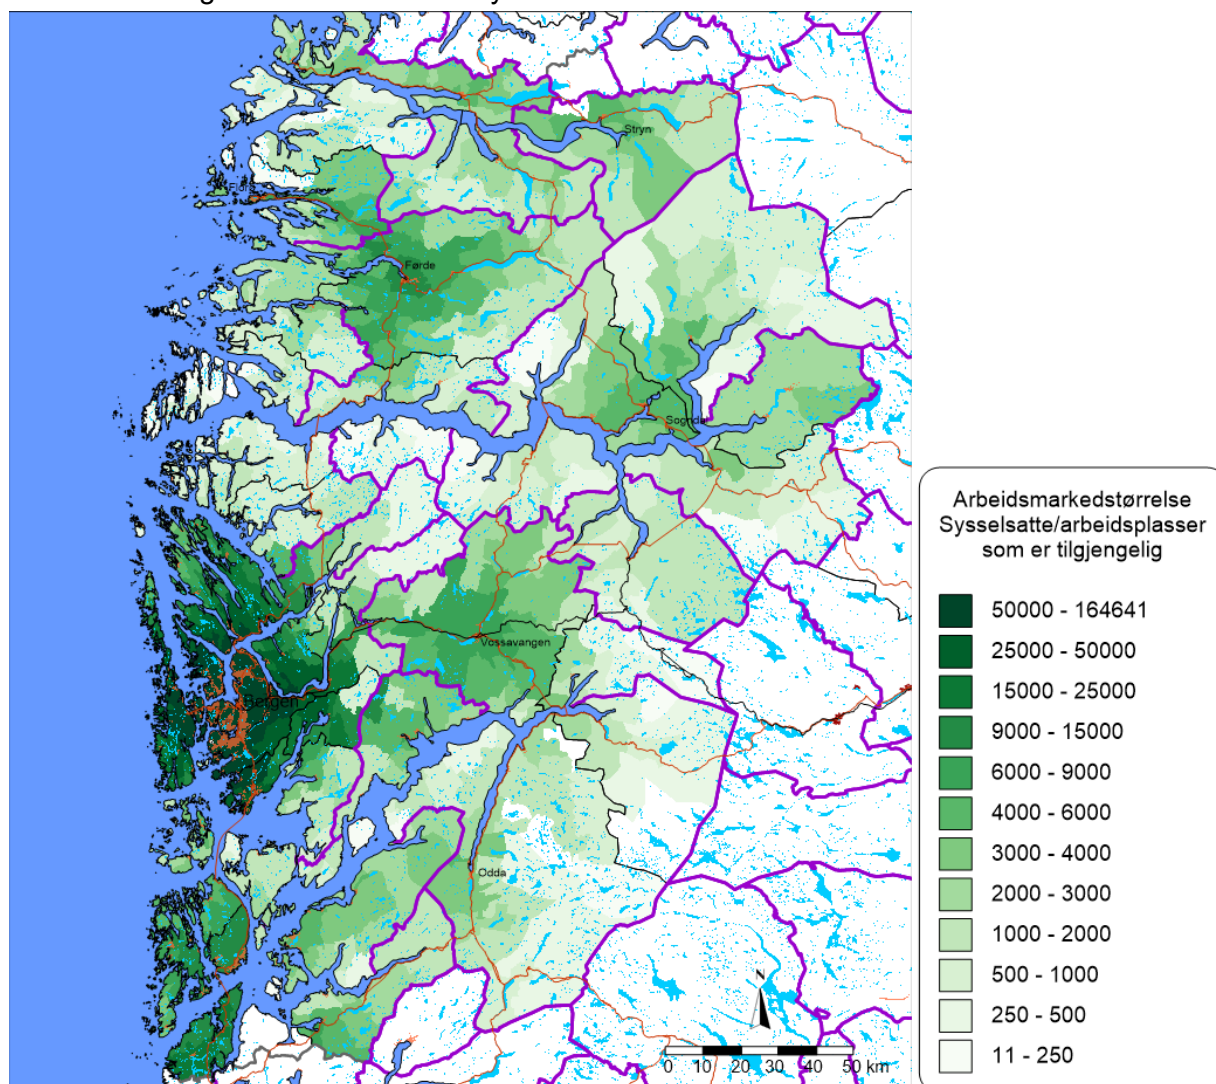 Stryn
Førde
Sogndal
Vossavangen
Bergen
Odda
N
0 10 20 30 40 50 km
Arbeidsmarkedstørrelse
Sysselsatte/arbeidsplasser
som er tilgjengelig
50000 - 164641
25000 - 50000
15000 - 25000
9000 - 15000
6000 - 9000
4000 - 6000
3000 - 4000
2000 - 3000
1000 - 2000
500 - 1000
250 - 500
11 - 250